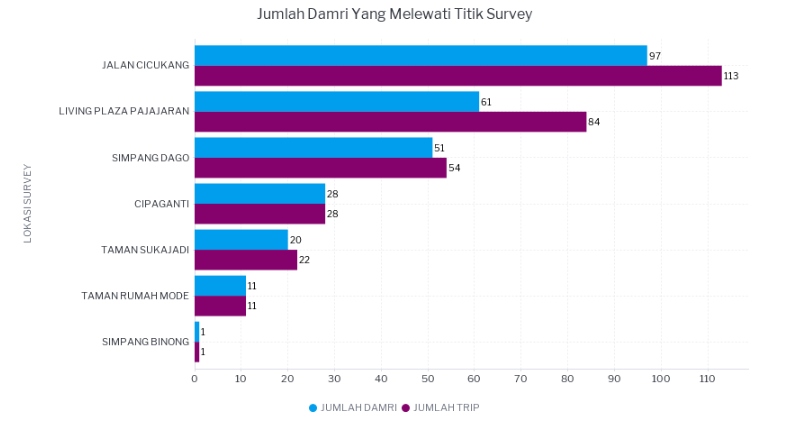 Jumlah Damri Yang Melewati Titik Survey
LOKASI SURVEY
JALAN CICUKANG
97
113
LIVING PLAZA PAJAJARAN
61
84
SIMPANG DAGO
51
54
CIPAGANTI
28
28
TAMAN SUKAJADI
20
22
TAMAN RUMAH MODE
11
11
SIMPANG BINONG
1
1
0 10 20 30 40 50 60 70 80 90 100 110
JUMLAH DAMRI JUMLAH TRIP